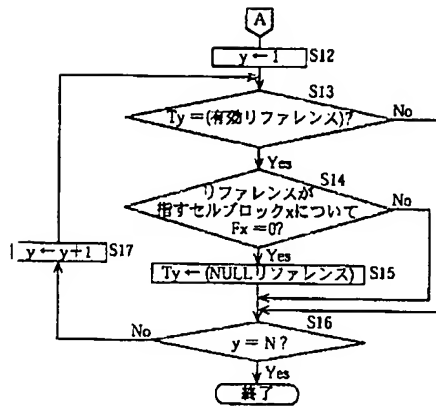 A
y ← 1 S12
S13
Ty =(有効リファレンス)?
No
Yes
S14
リファレンスが
指すセルブロックxについて
Fx = 0?
No
Yes
y ← y+1 S17
Ty ← (NULLリファレンス) S15
S16
No
y = N ?
Yes
終了